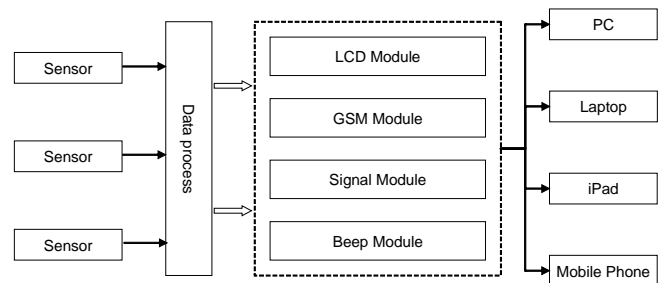 Sensor
Sensor
Sensor
Data process
LCD Module
GSM Module
Signal Module
Beep Module
PC
Laptop
iPad
Mobile Phone